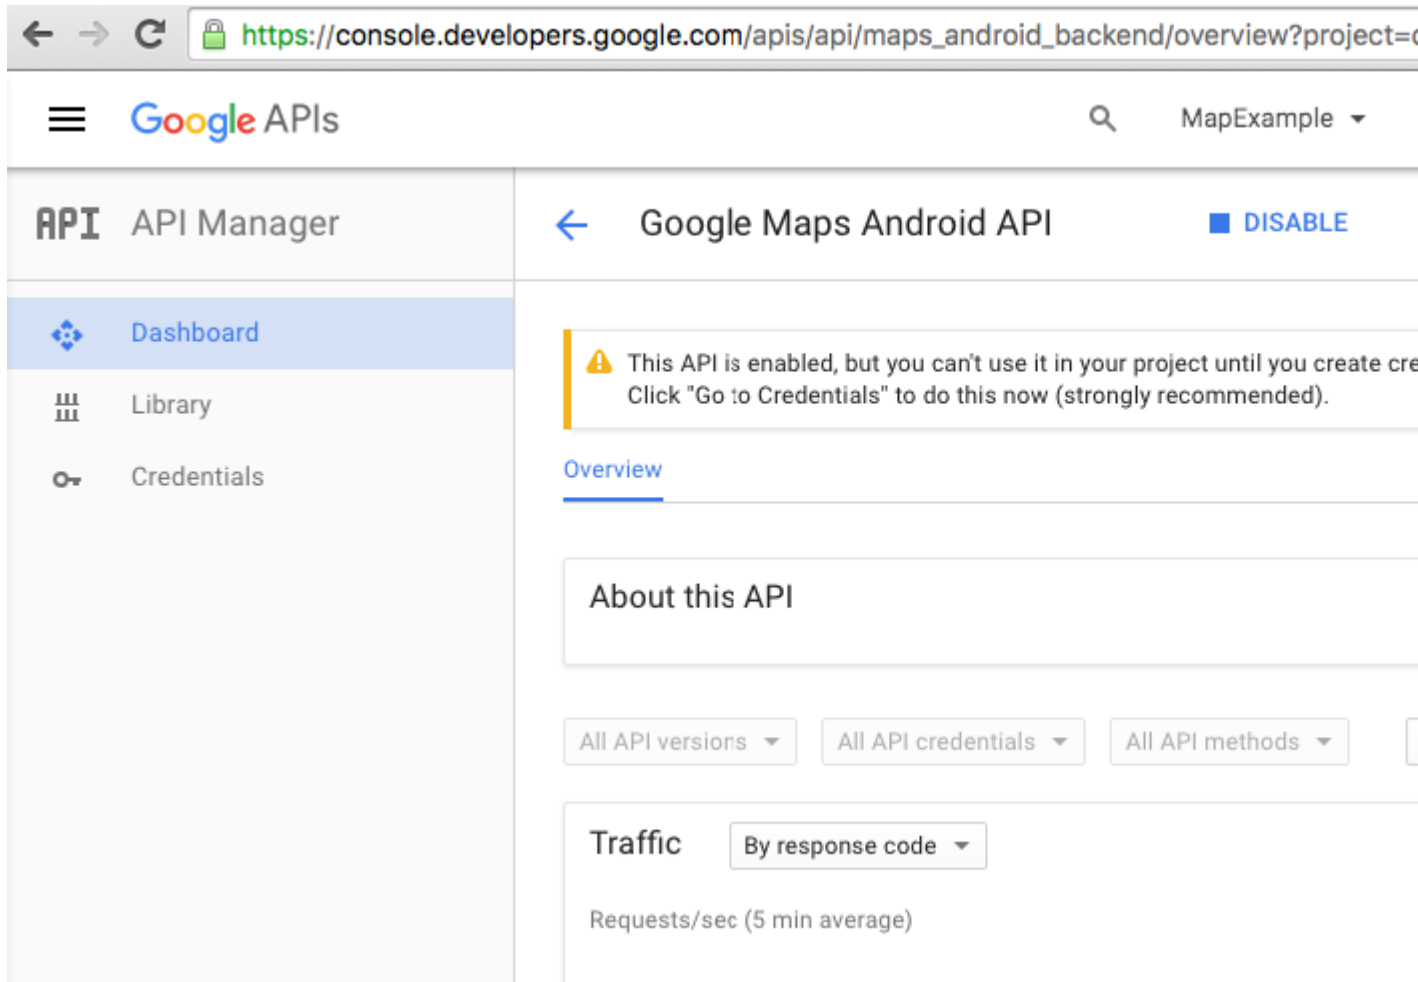 https://console.developers.google.com/apis/api/maps_android_backend/overview?project=
Google APIs
MapExample
API API Manager
Google Maps Android API
DISABLE
Dashboard
Library
Credentials
This API is enabled, but you can't use it in your project until you create
Click "Go to Credentials" to do this now (strongly recommended).
Overview
About this API
All API versions
All API credentials
All API methods
Traffic
By response code
Requests/sec (5 min average)